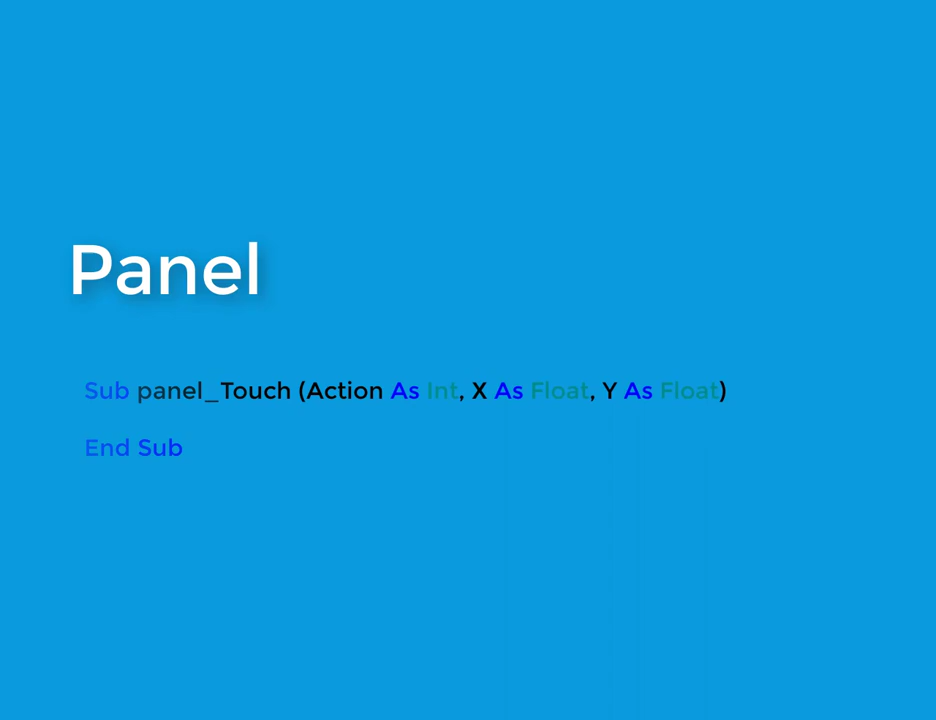 Panel
Sub panel_Touch (Action As Int, X As Float, Y As Float)
End Sub